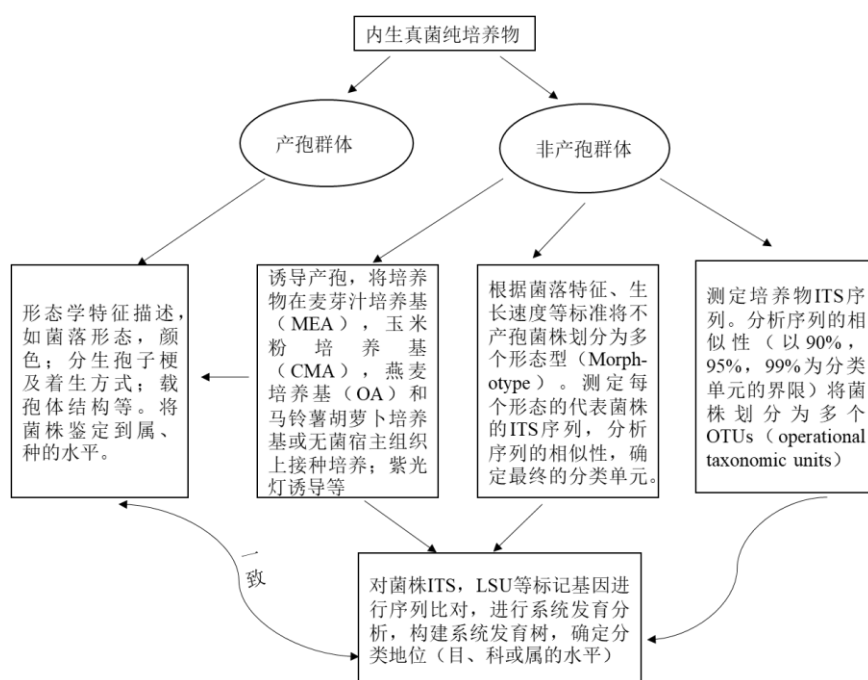 内生真菌纯培养物
产孢群体
非产孢群体
形态学特征描述，
如菌落形态，颜
色；分生孢子梗
及着生方式；载
孢体结构等。将
菌株鉴定到属、
种的水平。
诱导产孢，将培养
物在麦芽汁培养基
（MEA），玉米
粉培养基
（CMA），燕麦
培养基（OA）和
马铃薯胡萝卜培养
基或无菌宿主组织
上接种培养；紫光
灯诱导等
根据菌落特征、生
长速度等标准将不
产孢菌株划分为多
个形态型（Morph-
otype）。测定每
个形态的代表菌株
的ITS序列，分析
序列的相似性，确
定最终的分类单元。
测定培养物ITS序
列。分析序列的相
似性（以90%，
95%，99%为分类
单元的界限）将菌
株划分为多个
OTUs（operational
taxonomic units）
一致
对菌株ITS，LSU等标记基因进
行序列比对，进行系统发育分
析，构建系统发育树，确定分
类地位（目、科或属的水平）